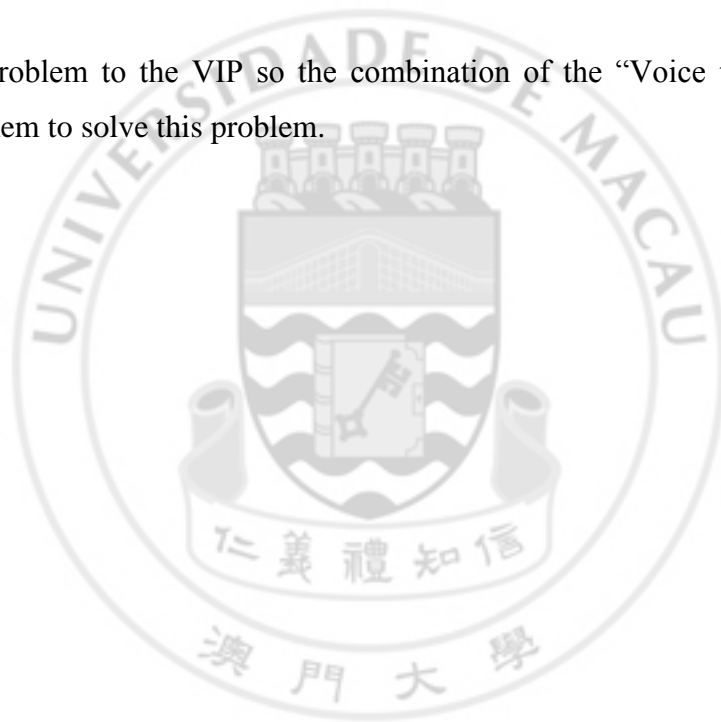 roblem to the VIP so the combination of the “Voice
em to solve this problem.
UNIVERSIDADE DE MACAU
仁義禮知信
澳門大學